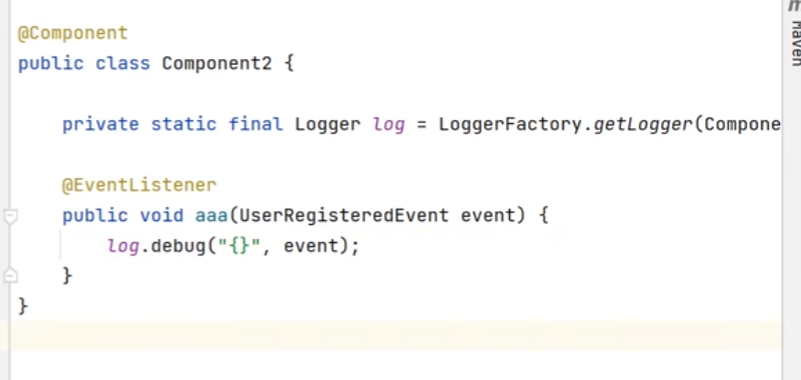 @Component
public class Component2 {
private static final Logger log = LoggerFactory.getLogger(Compone
@EventListener
public void aaa(UserRegisteredEvent event) {
log.debug("{}", event);
}
}
Maven